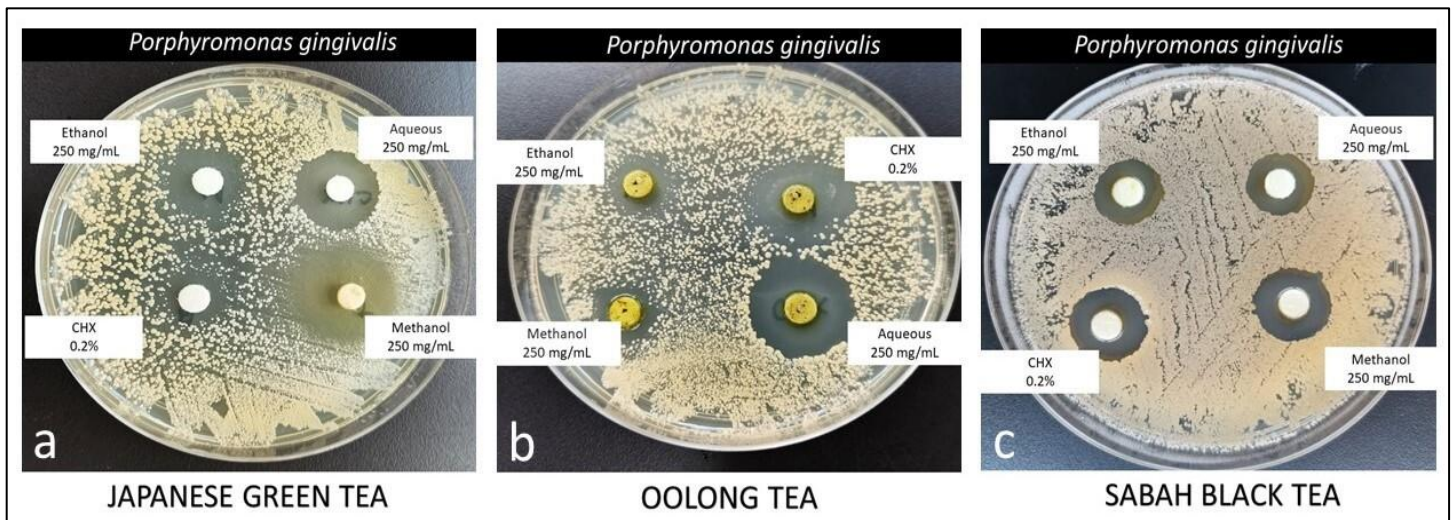 Porphyromonas gingivalis
Ethanol
250 mg/mL
Aqueous
250 mg/mL
CHX
0.2%
Methanol
250 mg/mL
a
JAPANESE GREEN TEA
Porphyromonas gingivalis
Ethanol
250 mg/mL
CHX
0.2%
Methanol
250 mg/mL
Aqueous
250 mg/mL
b
OOLONG TEA
Porphyromonas gingivalis
Ethanol
250 mg/mL
Aqueous
250 mg/mL
CHX
0.2%
Methanol
250 mg/mL
c
SABAH BLACK TEA